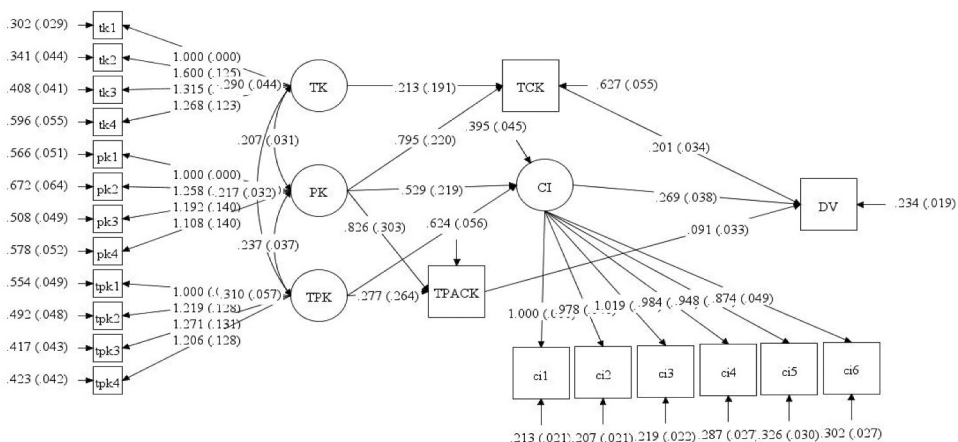 .302 (.029)
tk1
.341 (.044)
tk2
.408 (.041)
tk3
.596 (.055)
tk4
.566 (.051)
pk1
.672 (.064)
pk2
.508 (.049)
pk3
.578 (.052)
pk4
.554 (.049)
tpk1
.492 (.048)
tpk2
.417 (.043)
tpk3
.423 (.042)
tpk4
1.000 (.000)
1.600 (.125)
1.315
.290 (.044)
1.268 (.123)
.207 (.031)
1.000 (.000)
1.258
.217 (.032)
1.192 (.140)
1.108 (.140)
.237 (.037)
1.000
.310 (.057)
1.219 (.128)
1.271 (.131)
1.206 (.128)
TK
PK
TPK
.213 (.191)
.795 (.220)
.529 (.219)
.826 (.303)
.624 (.056)
.277 (.264)
TCK
.627 (.055)
.395 (.045)
CI
TPACK
.201 (.034)
.269 (.038)
.091 (.033)
DV
.234 (.019)
1.000
.978
1.019
.984
.948
.874 (.049)
ci1
ci2
ci3
ci4
ci5
ci6
.213 (.021)
.207 (.021)
.219 (.022)
.287 (.027)
.326 (.030)
.302 (.027)